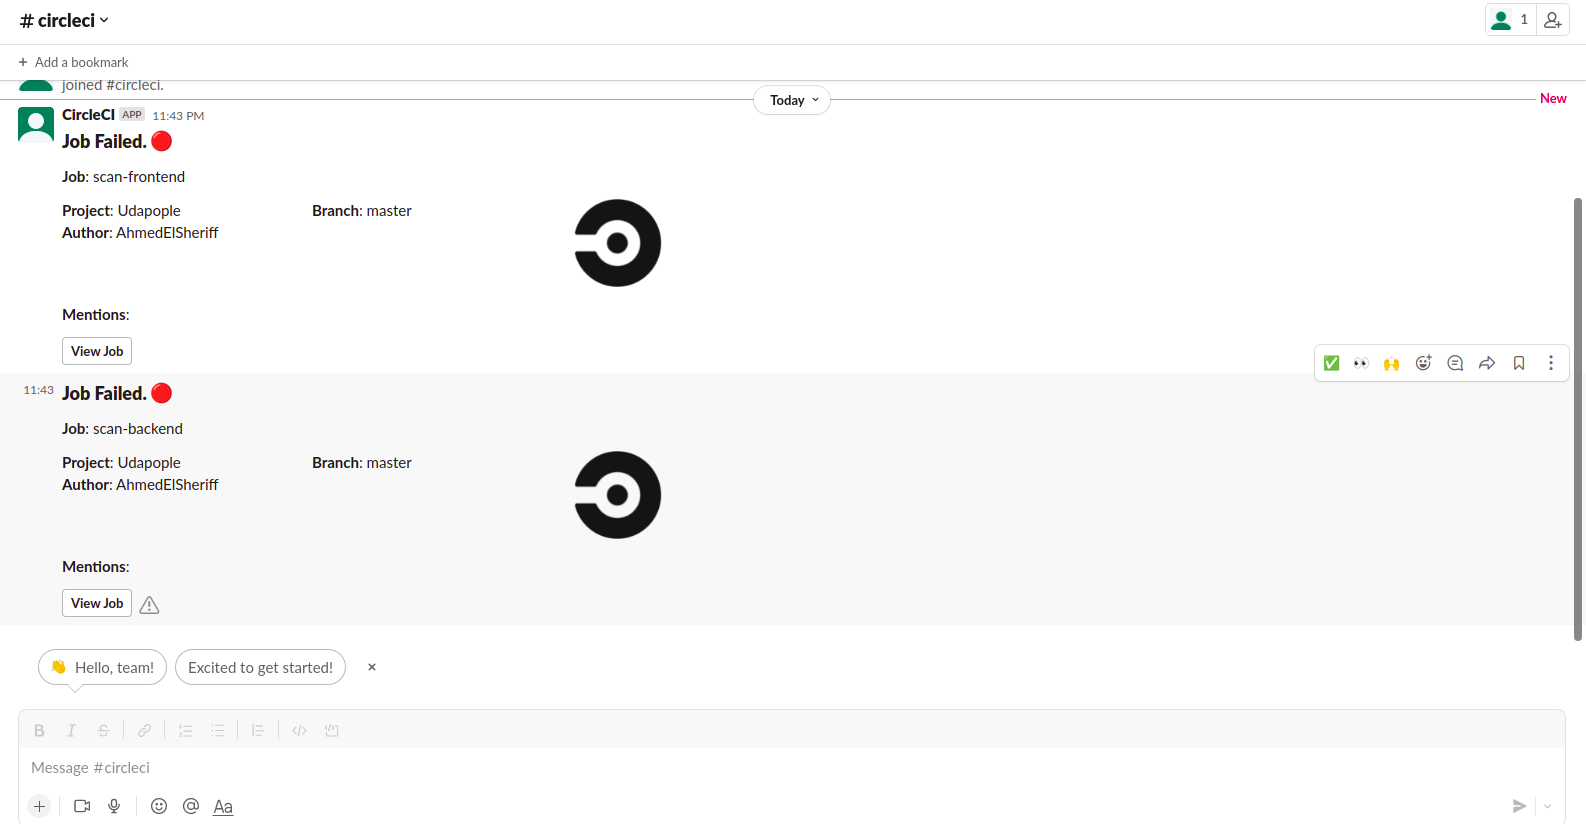 # circleci
1
+ Add a bookmark
joined #circleci.
Today
New
CircleCI APP 11:43 PM
Job Failed.
Job: scan-frontend
Project: Udapople Branch: master
Author: AhmedElSheriff
Mentions:
View Job
11:43 Job Failed.
Job: scan-backend
Project: Udapople Branch: master
Author: AhmedElSheriff
Mentions:
View Job
👋 Hello, team! Excited to get started! ×
B I S
Message #circleci
+ @ Aa